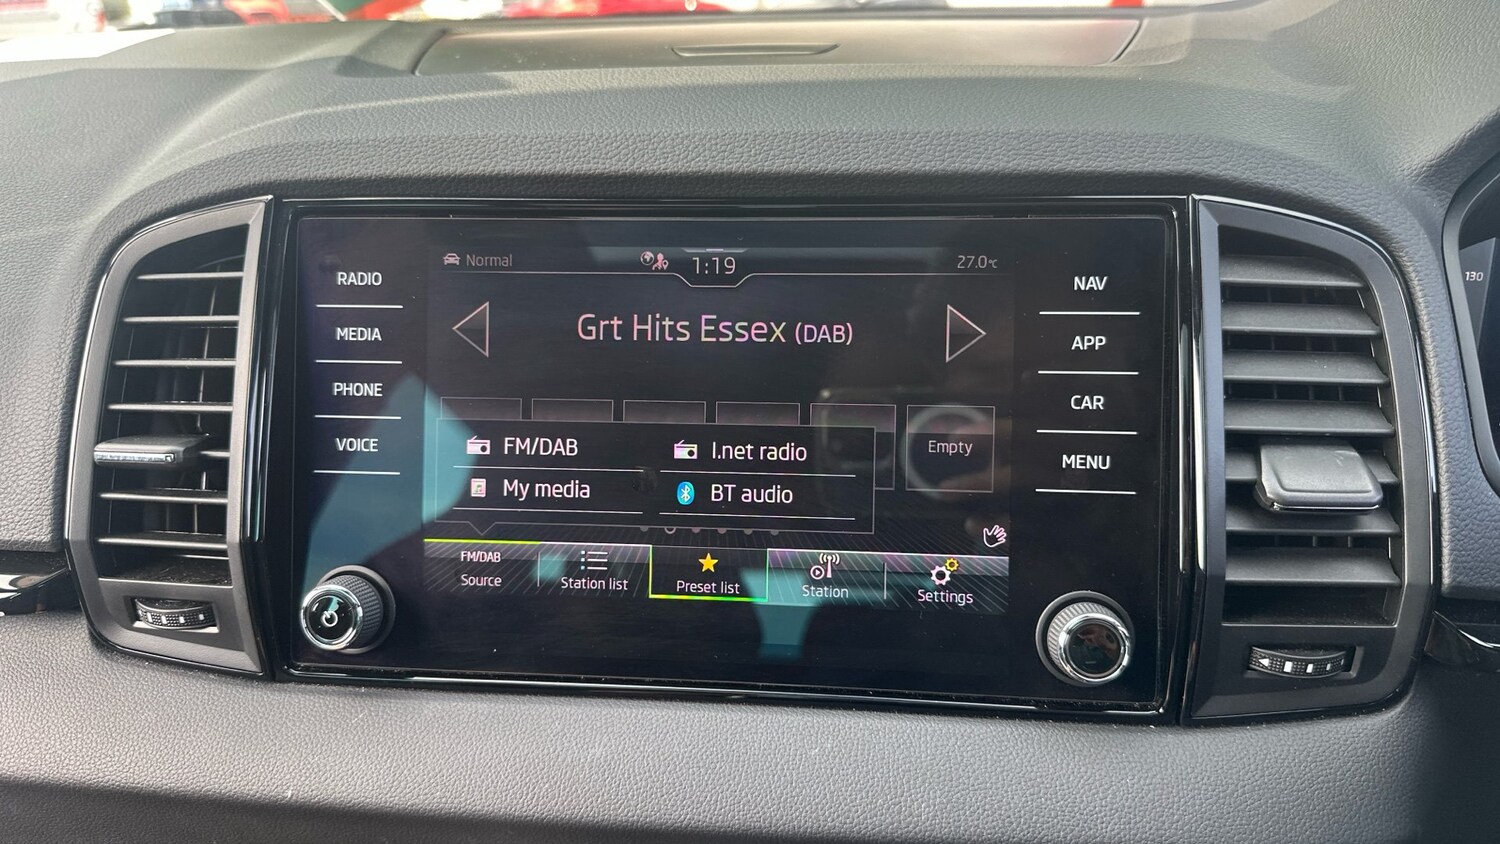 RADIO
MEDIA
PHONE
VOICE
Normal
1:19
27.0°C
Grt Hits Essex (DAB)
Empty
FM/DAB
I.net radio
My media
BT audio
FM/DAB
Source
Station list
Preset list
Station
Settings
NAV
APP
CAR
MENU
130